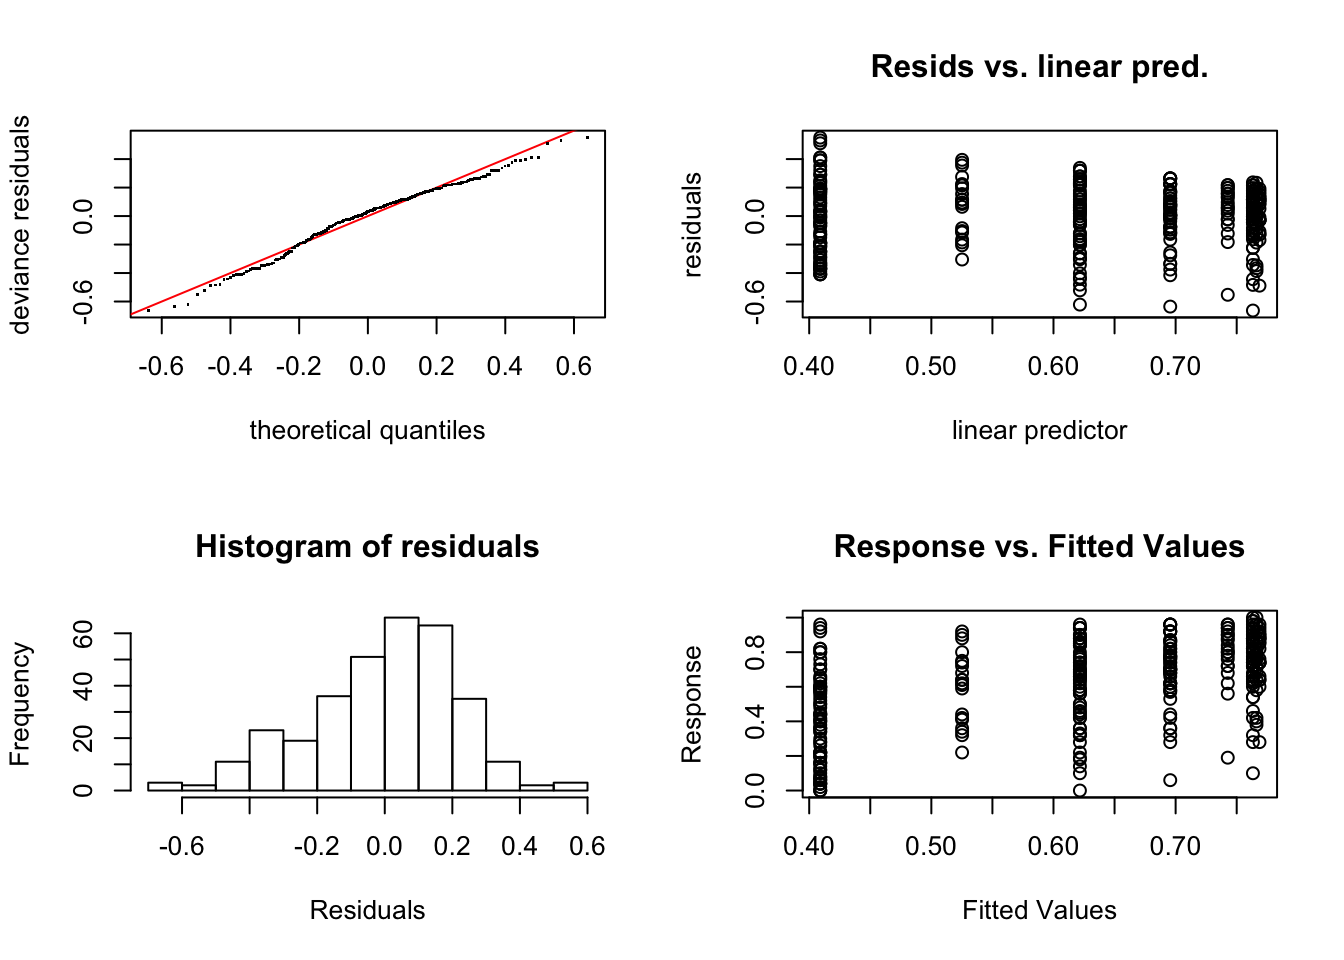 deviance residuals
0.0
-0.6
-0.6 -0.4 -0.2 0.0 0.2 0.4 0.6
theoretical quantiles
Resids vs. linear pred.
residuals
0.0
-0.6
0.40 0.50 0.60 0.70
linear predictor
Histogram of residuals
Frequency
60
40
20
0
-0.6 -0.2 0.0 0.2 0.4 0.6
Residuals
Response vs. Fitted Values
Response
0.8
0.4
0.0
0.40 0.50 0.60 0.70
Fitted Values